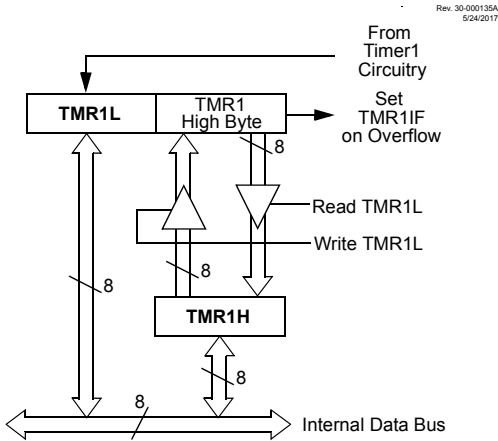 Rev. 30-000135A
5/24/2017
From
Timer1
Circuitry
TMR1L
TMR1
High Byte
Set
TMR1IF
on Overflow
8
Read TMR1L
Write TMR1L
8
8
TMR1H
8
8
Internal Data Bus